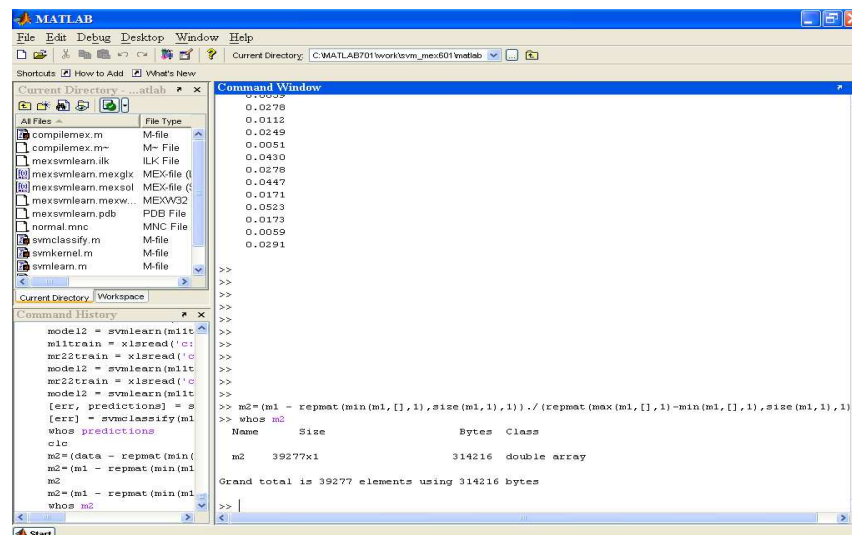 MATLAB
File Edit Debug Desktop Window Help
Current Directory: C:\MATLAB701\work\svm_mex601\matlab
Shortcuts How to Add What's New
Current Directory - ...atlab
All Files File Type
compilemex.m M-file
compilemex.m~ M~ File
mexsvmlearn.ilk ILK File
mexsvmlearn.mexglx MEX-file (L
mexsvmlearn.mexsol MEX-file (S
mexsvmlearn.mexw... MEXW32
mexsvmlearn.pdb PDB File
normal.mnc MNC File
svmclassify.m M-file
svmkernel.m M-file
svmlearn.m M-file
Current Directory Workspace
Command History
model2 = svmlearn(m11t
m11train = xlsread('c:
mr22train = xlsread('c
model2 = svmlearn(m11t
mr22train = xlsread('c
model2 = svmlearn(m11t
[err, predictions] = s
[err] = svmclassify(m1
whos predictions
clc
m2=(data - repmat(min(
m2=(m1 - repmat(min(m1
m2
m2=(m1 - repmat(min(m1
whos m2
Command Window
0.0059
0.0278
0.0112
0.0249
0.0051
0.0430
0.0278
0.0447
0.0171
0.0523
0.0173
0.0059
0.0291
>>
>>
>>
>>
>>
>>
>>
>>
>>
>>
>>
>> m2=(m1 - repmat(min(m1,[],1),size(m1,1),1))./(repmat(max(m1,[],1)-min(m1,[],1),size(m1,1),1)
>> whos m2
Name Size Bytes Class
m2 39277x1 314216 double array
Grand total is 39277 elements using 314216 bytes
>>
Start